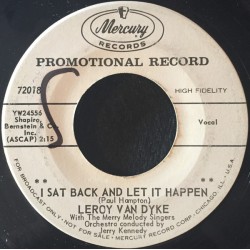 Mercury
RECORDS
PROMOTIONAL RECORD
72018
HIGH FIDELITY
YW24556
Shapiro,
Bernstein & Co.
Inc.
(ASCAP) 2:15
Vocal
I SAT BACK AND LET IT HAPPEN
(Paul Hampton)
LEROY VAN DYKE
With The Merry Melody Singers
Orchestra conducted by
Jerry Kennedy
FOR BROADCAST ONLY · NOT FOR SALE
MERCURY RECORD CORPORATION
CHICAGO, ILL. · U.S.A.